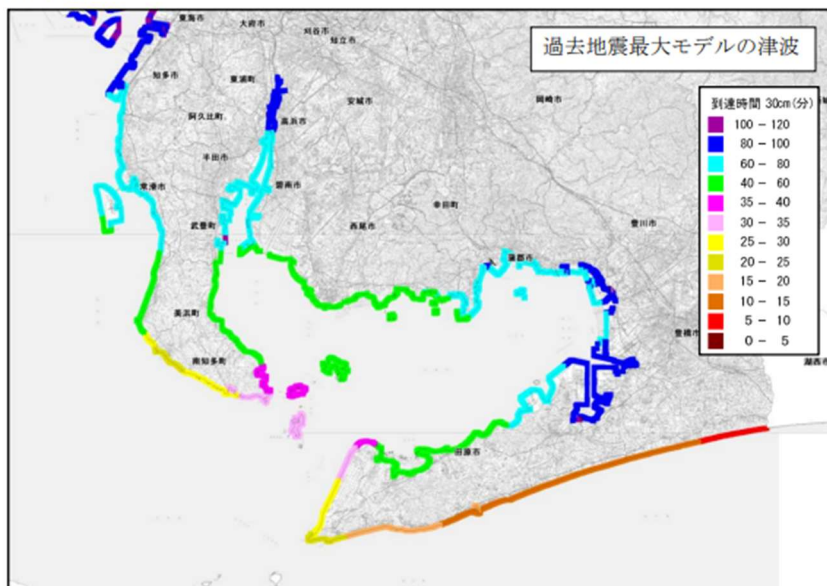 過去地震最大モデルの津波
到達時間 30cm(分)
100 - 120
80 - 100
60 - 80
40 - 60
35 - 40
30 - 35
25 - 30
20 - 25
15 - 20
10 - 15
5 - 10
0 - 5
東海市
大府市
刈谷市
知立市
知多市
東浦町
安城市
岡崎市
阿久比町
高浜市
半田市
常滑市
碧南市
幸田町
武豊町
西尾市
豊川市
蒲郡市
美浜町
豊橋市
南知多町
湖西市
田原市